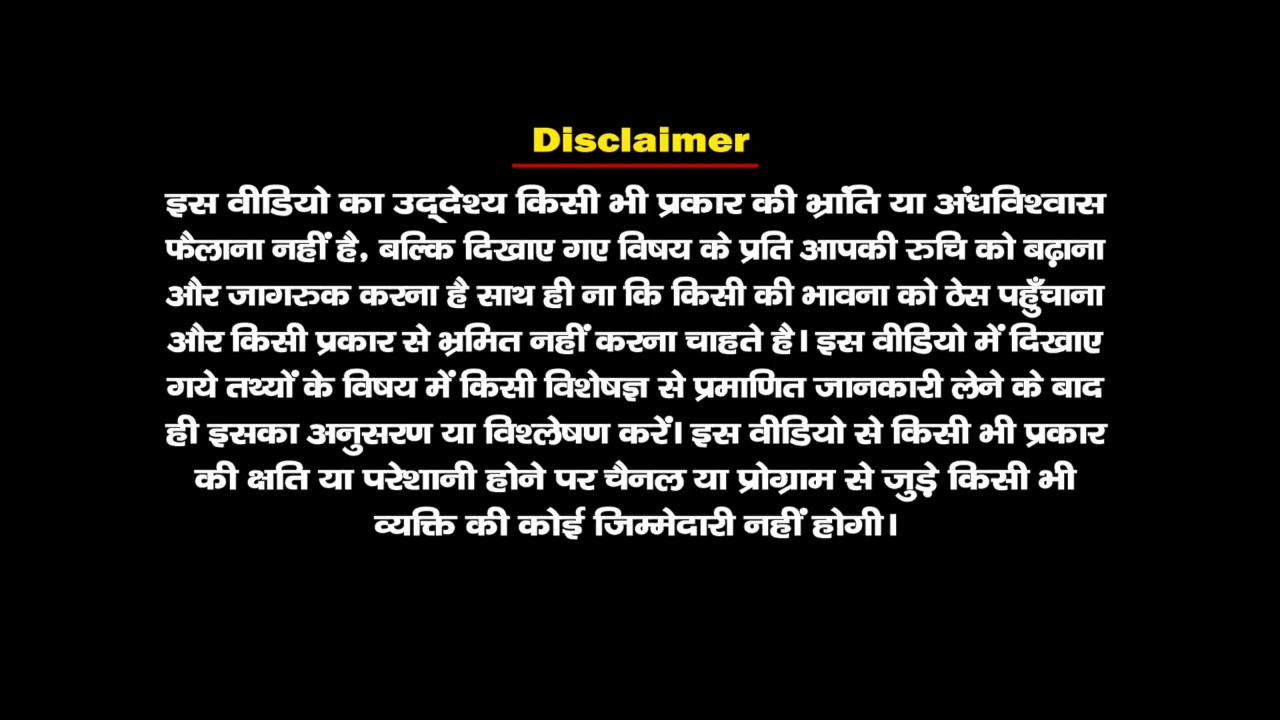 Disclaimer
इस वीडियो का उद्देश्य किसी भी प्रकार की भ्रांति या अंधविश्वास
फैलाना नहीं है, बल्कि दिखाए गए विषय के प्रति आपकी रुचि को बढ़ाना
और जागरुक करना है साथ ही ना कि किसी की भावना को ठेस पहुँचाना
और किसी प्रकार से भ्रमित नहीं करना चाहते है। इस वीडियो में दिखाए
गये तथ्यों के विषय में किसी विशेषज्ञ से प्रमाणित जानकारी लेने के बाद
ही इसका अनुसरण या विश्लेषण करें। इस वीडियो से किसी भी प्रकार
की क्षति या परेशानी होने पर चैनल या प्रोग्राम से जुड़े किसी भी
व्यक्ति की कोई जिम्मेदारी नहीं होगी।